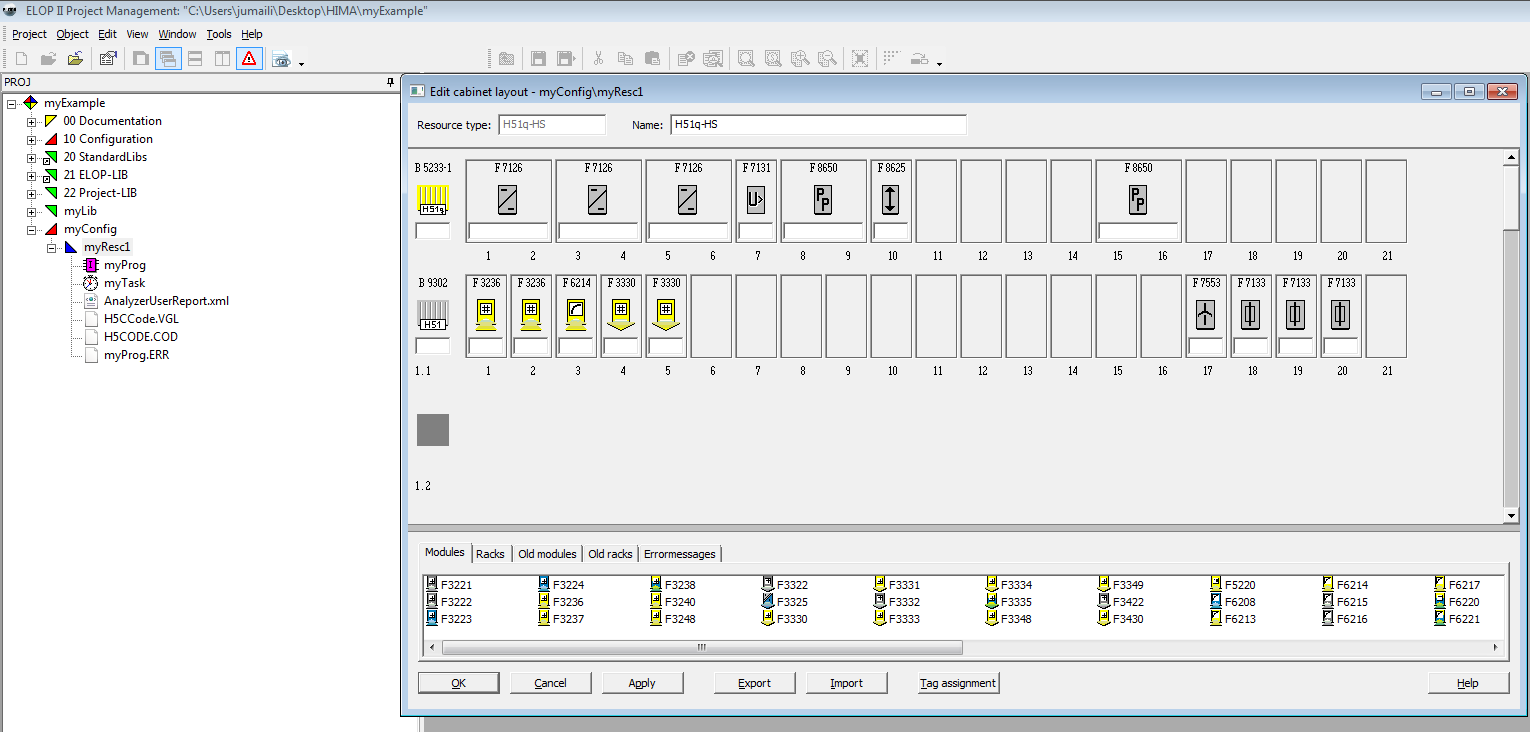 ELOP II Project Management: "C:\Users\jumaili\Desktop\HIMA\myExample"
Project Object Edit View Window Tools Help
PROJ
myExample
00 Documentation
10 Configuration
20 StandardLibs
21 ELOP-LIB
22 Project-LIB
myLib
myConfig
myResc1
myProg
myTask
AnalyzerUserReport.xml
H5CCode.VGL
H5CODE.COD
myProg.ERR
Edit cabinet layout - myConfig\myResc1
Resource type: H51q-HS Name: H51q-HS
B 5233-1 F 7126 F 7126 F 7126 F 7131 F 8650 F 8625 F 8650
H51q U> PP PP
1 2 3 4 5 6 7 8 9 10 11 12 13 14 15 16 17 18 19 20 21
B 9302 F 3236 F 3236 F 6214 F 3330 F 3330 F 7553 F 7133 F 7133 F 7133
H51
1.1 1 2 3 4 5 6 7 8 9 10 11 12 13 14 15 16 17 18 19 20 21
1.2
Modules Racks Old modules Old racks Errormessages
F3221 F3224 F3238 F3322 F3331 F3334 F3349 F5220 F6214 F6217
F3222 F3236 F3240 F3325 F3332 F3335 F3422 F6208 F6215 F6220
F3223 F3237 F3248 F3330 F3333 F3348 F3430 F6213 F6216 F6221
OK Cancel Apply Export Import Tag assignment Help